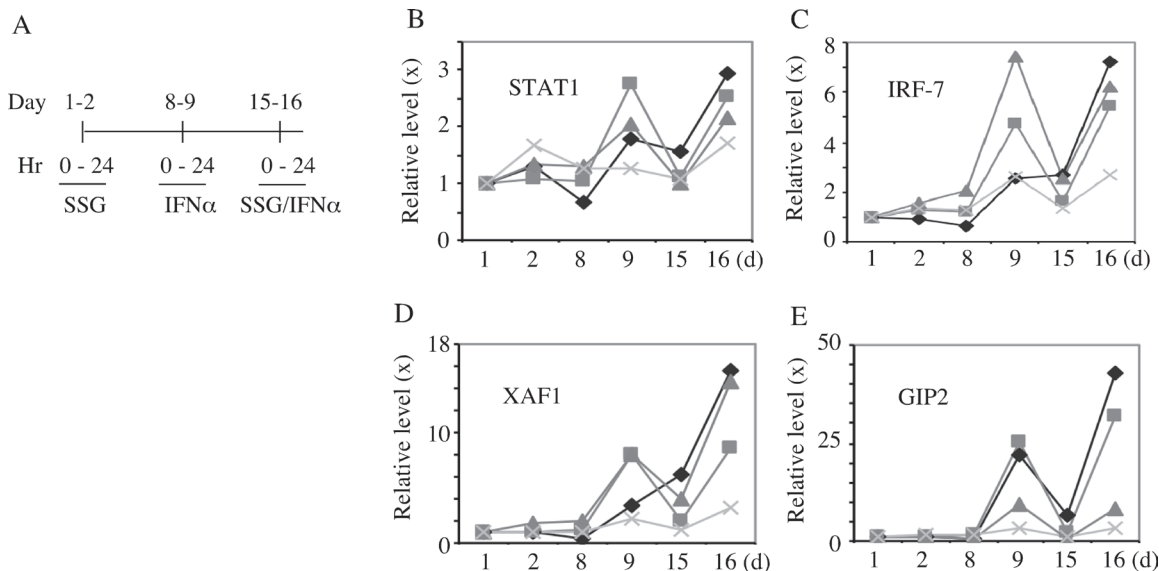 A
Day 1-2 8-9 15-16
Hr 0 - 24 0 - 24 0 - 24
SSG IFNα SSG/IFNα
B
Relative level (x)
STAT1
3
2
1
0
1 2 8 9 15 16 (d)
C
Relative level (x)
IRF-7
8
6
4
2
0
1 2 8 9 15 16 (d)
D
Relative level (x)
XAF1
18
10
0
1 2 8 9 15 16 (d)
E
Relative level (x)
GIP2
50
25
0
1 2 8 9 15 16 (d)